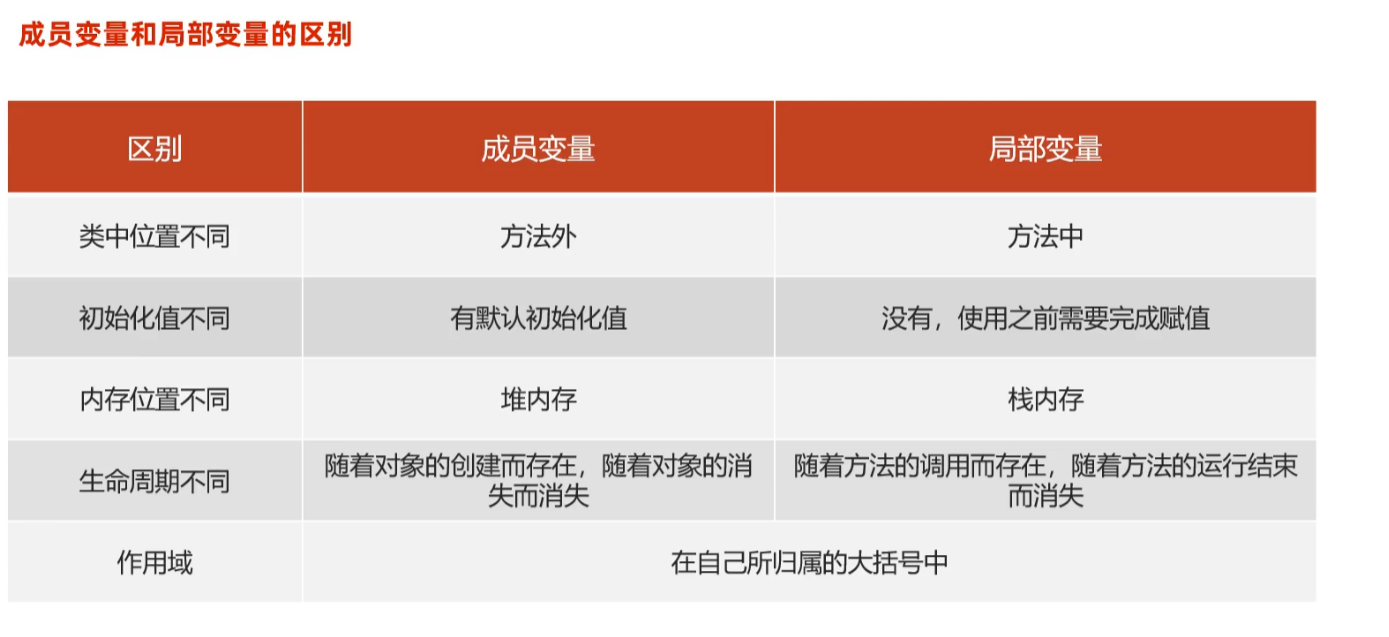 成员变量和局部变量的区别
区别 成员变量 局部变量
类中位置不同 方法外 方法中
初始化值不同 有默认初始化值 没有，使用之前需要完成赋值
内存位置不同 堆内存 栈内存
生命周期不同 随着对象的创建而存在，随着对象的消失而消失 随着方法的调用而存在，随着方法的运行结束而消失
作用域 在自己所归属的大括号中